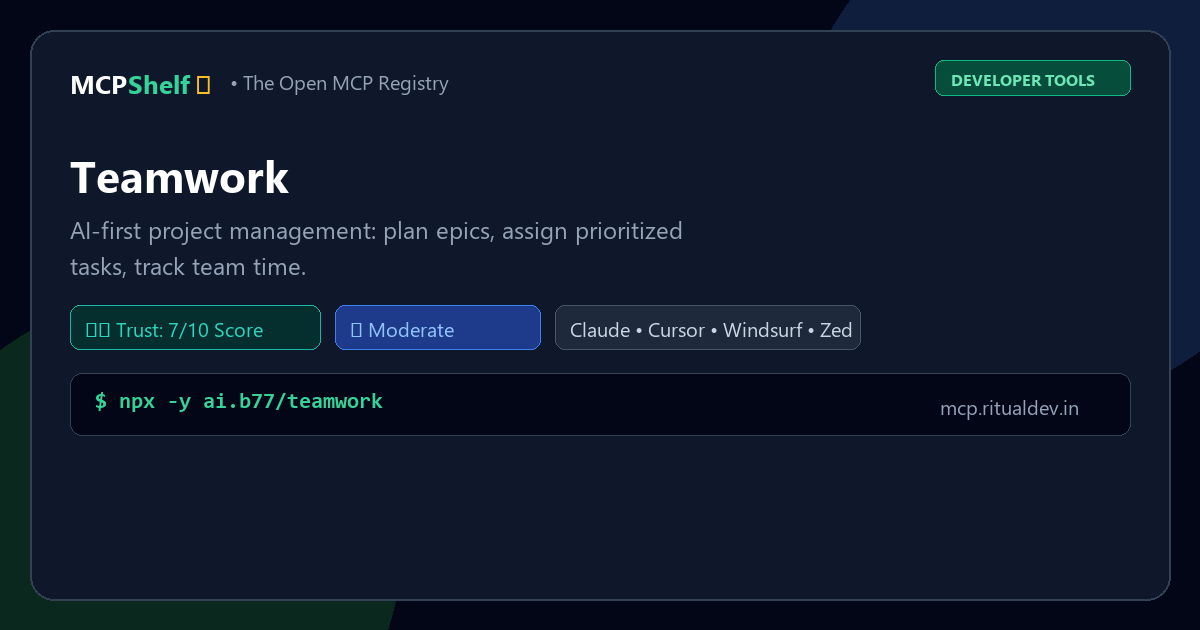 MCPShelf • The Open MCP Registry
DEVELOPER TOOLS
Teamwork
AI-first project management: plan epics, assign prioritized
tasks, track team time.
Trust: 7/10 Score
Moderate
Claude • Cursor • Windsurf • Zed
$ npx -y ai.b77/teamwork
mcp.ritualdev.in